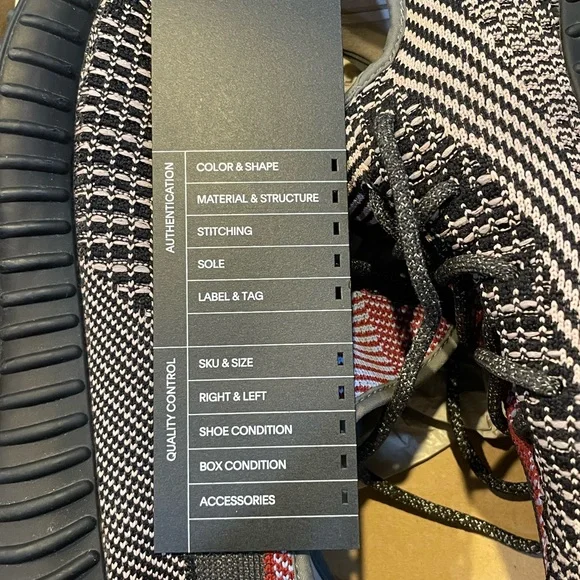 AUTHENTICATION
COLOR & SHAPE
MATERIAL & STRUCTURE
STITCHING
SOLE
LABEL & TAG
QUALITY CONTROL
SKU & SIZE
RIGHT & LEFT
SHOE CONDITION
BOX CONDITION
ACCESSORIES